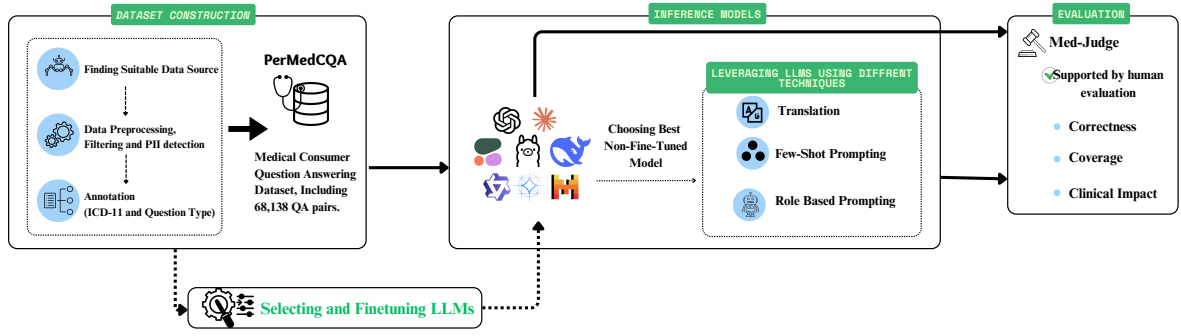 DATASET CONSTRUCTION
Finding Suitable Data Source
Data Preprocessing,
Filtering and PII detection
Annotation
(ICD-11 and Question Type)
PerMedCQA
Medical Consumer
Question Answering
Dataset, Including
68,138 QA pairs.
Selecting and Finetuning LLMs
INFERENCE MODELS
Choosing Best
Non-Fine-Tuned
Model
LEVERAGING LLMS USING DIFFRENT
TECHNIQUES
Translation
Few-Shot Prompting
Role Based Prompting
EVALUATION
Med-Judge
Supported by human
evaluation
Correctness
Coverage
Clinical Impact